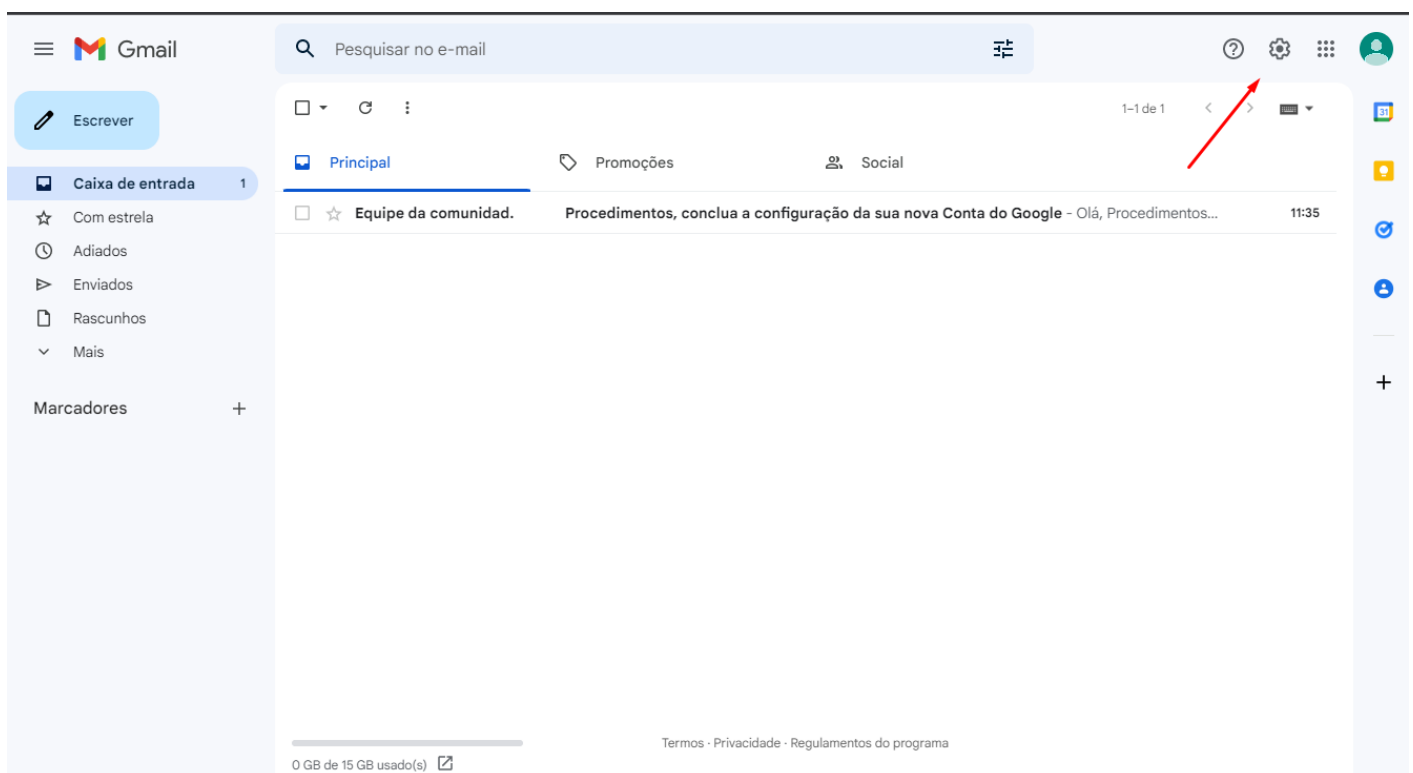 Gmail
Pesquisar no e-mail
Escrever
1–1 de 1
31
Principal
Promoções
Social
Caixa de entrada 1
Equipe da comunidad. Procedimentos, conclua a configuração da sua nova Conta do Google - Olá, Procedimentos... 11:35
Com estrela
Adiados
Enviados
Rascunhos
Mais
Marcadores
Termos · Privacidade · Regulamentos do programa
0 GB de 15 GB usado(s)